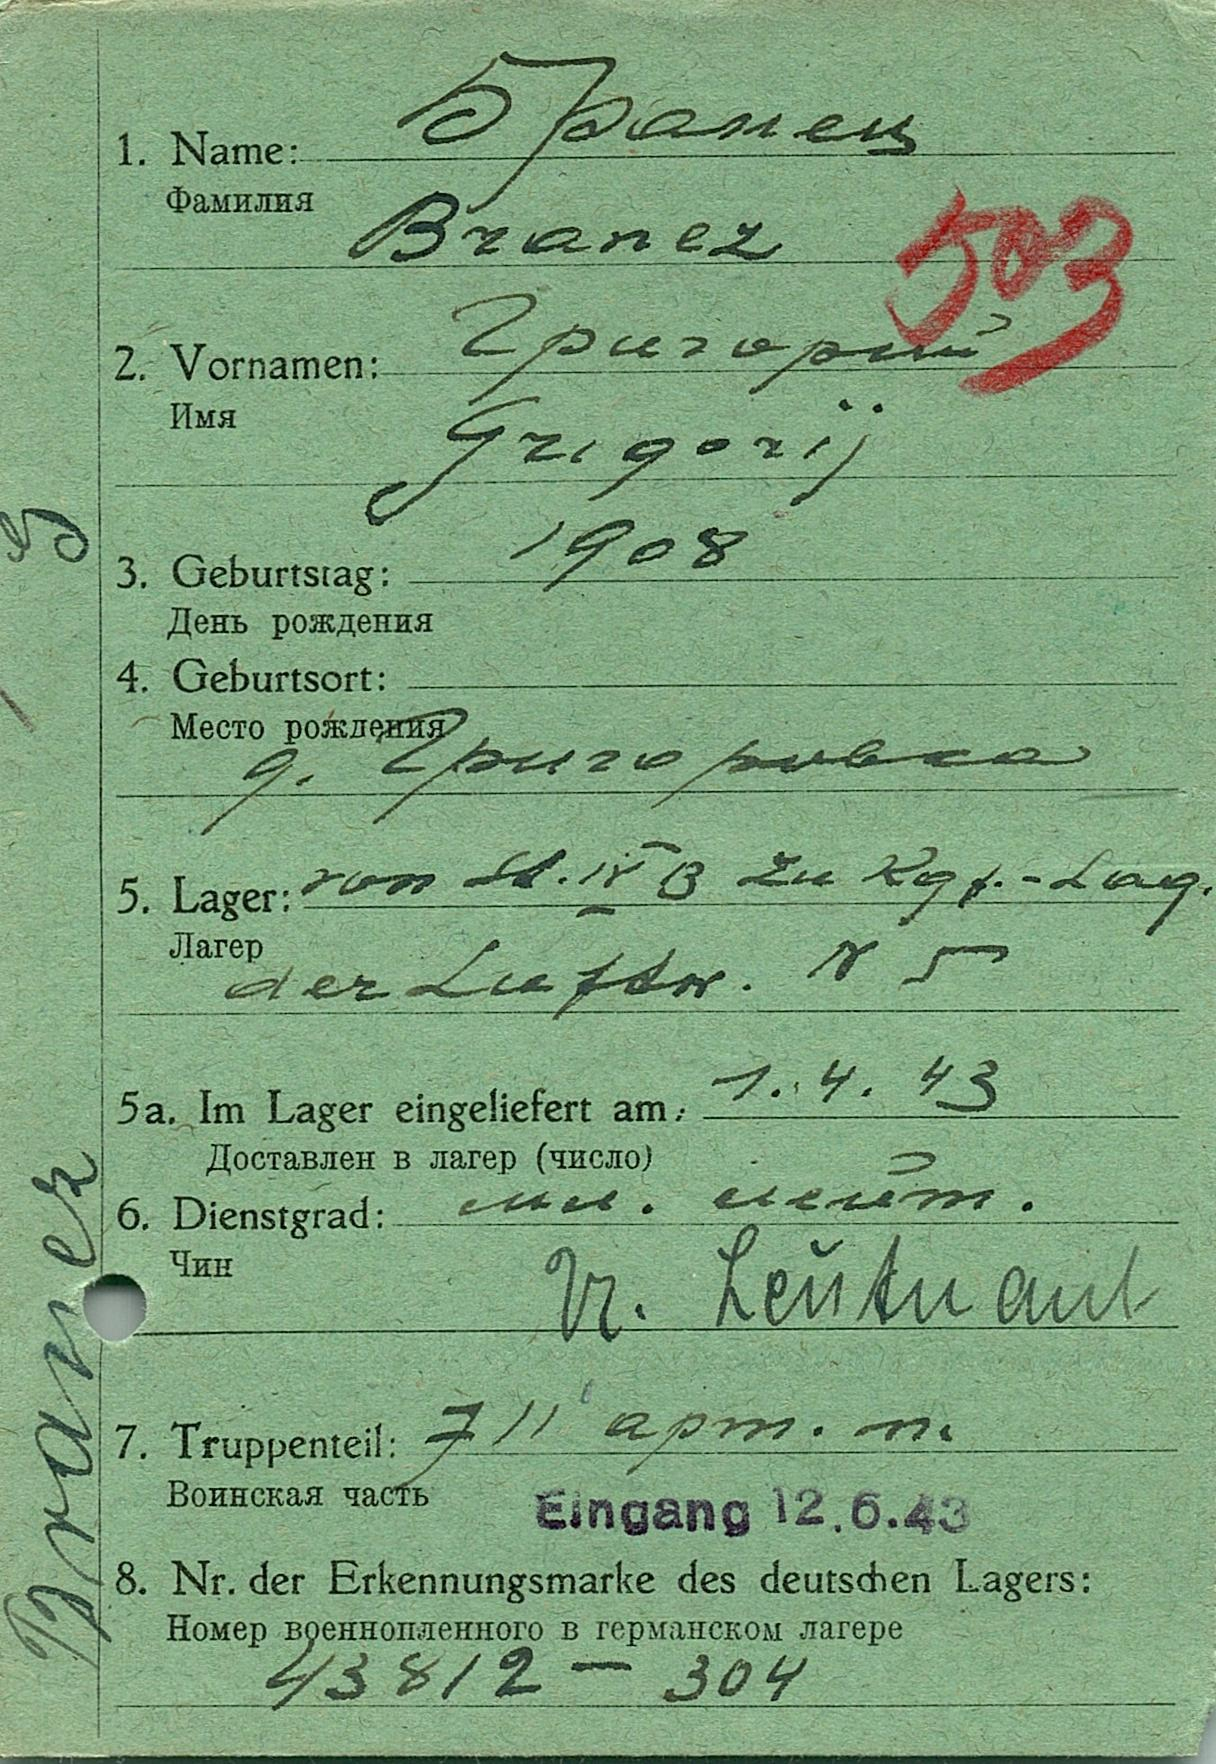 Бранец
1. Name:
Фамилия
Branez
503
Григорий
2. Vornamen:
Имя
Grigorij
1908
3. Geburtstag:
День рождения
4. Geburtsort:
Место рождения
д. Григоровка
5. Lager: von St. IV B zu Kgf.-Lag.
Лагер
der Luftw. N 5
5a. Im Lager eingeliefert am: 1.4.43
Доставлен в лагер (число)
6. Dienstgrad: мл. лейт.
Чин
Leutnant
7. Truppenteil: 711 арт. п.
Воинская часть
Eingang 12.6.43
8. Nr. der Erkennungsmarke des deutschen Lagers:
Номер военнопленного в германском лагере
43812 — 304
Branez